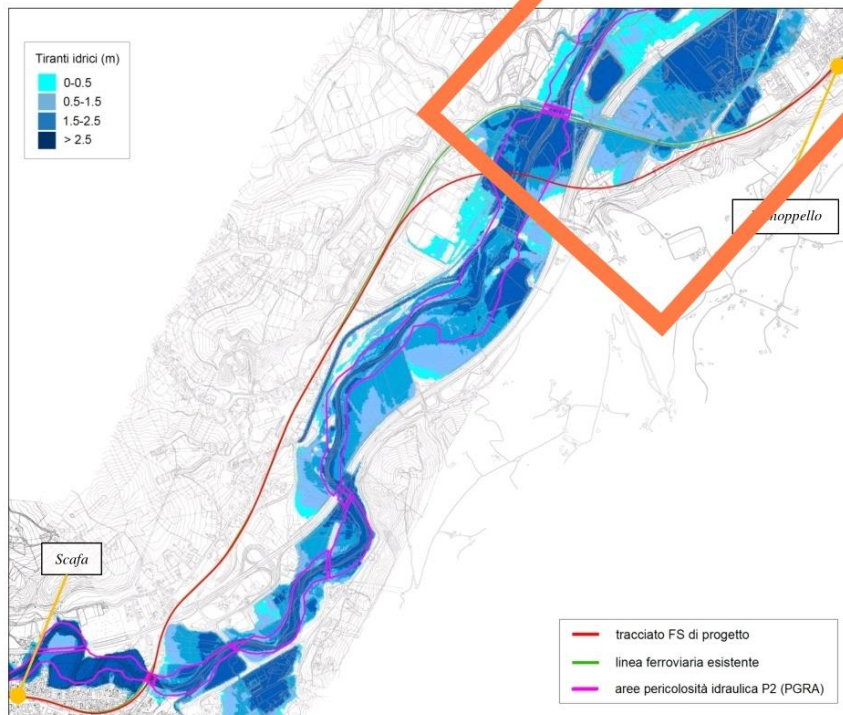 Tiranti idrici (m)
0-0.5
0.5-1.5
1.5-2.5
> 2.5
Scafa
tracciato FS di progetto
linea ferroviaria esistente
aree pericolosità idraulica P2 (PGRA)